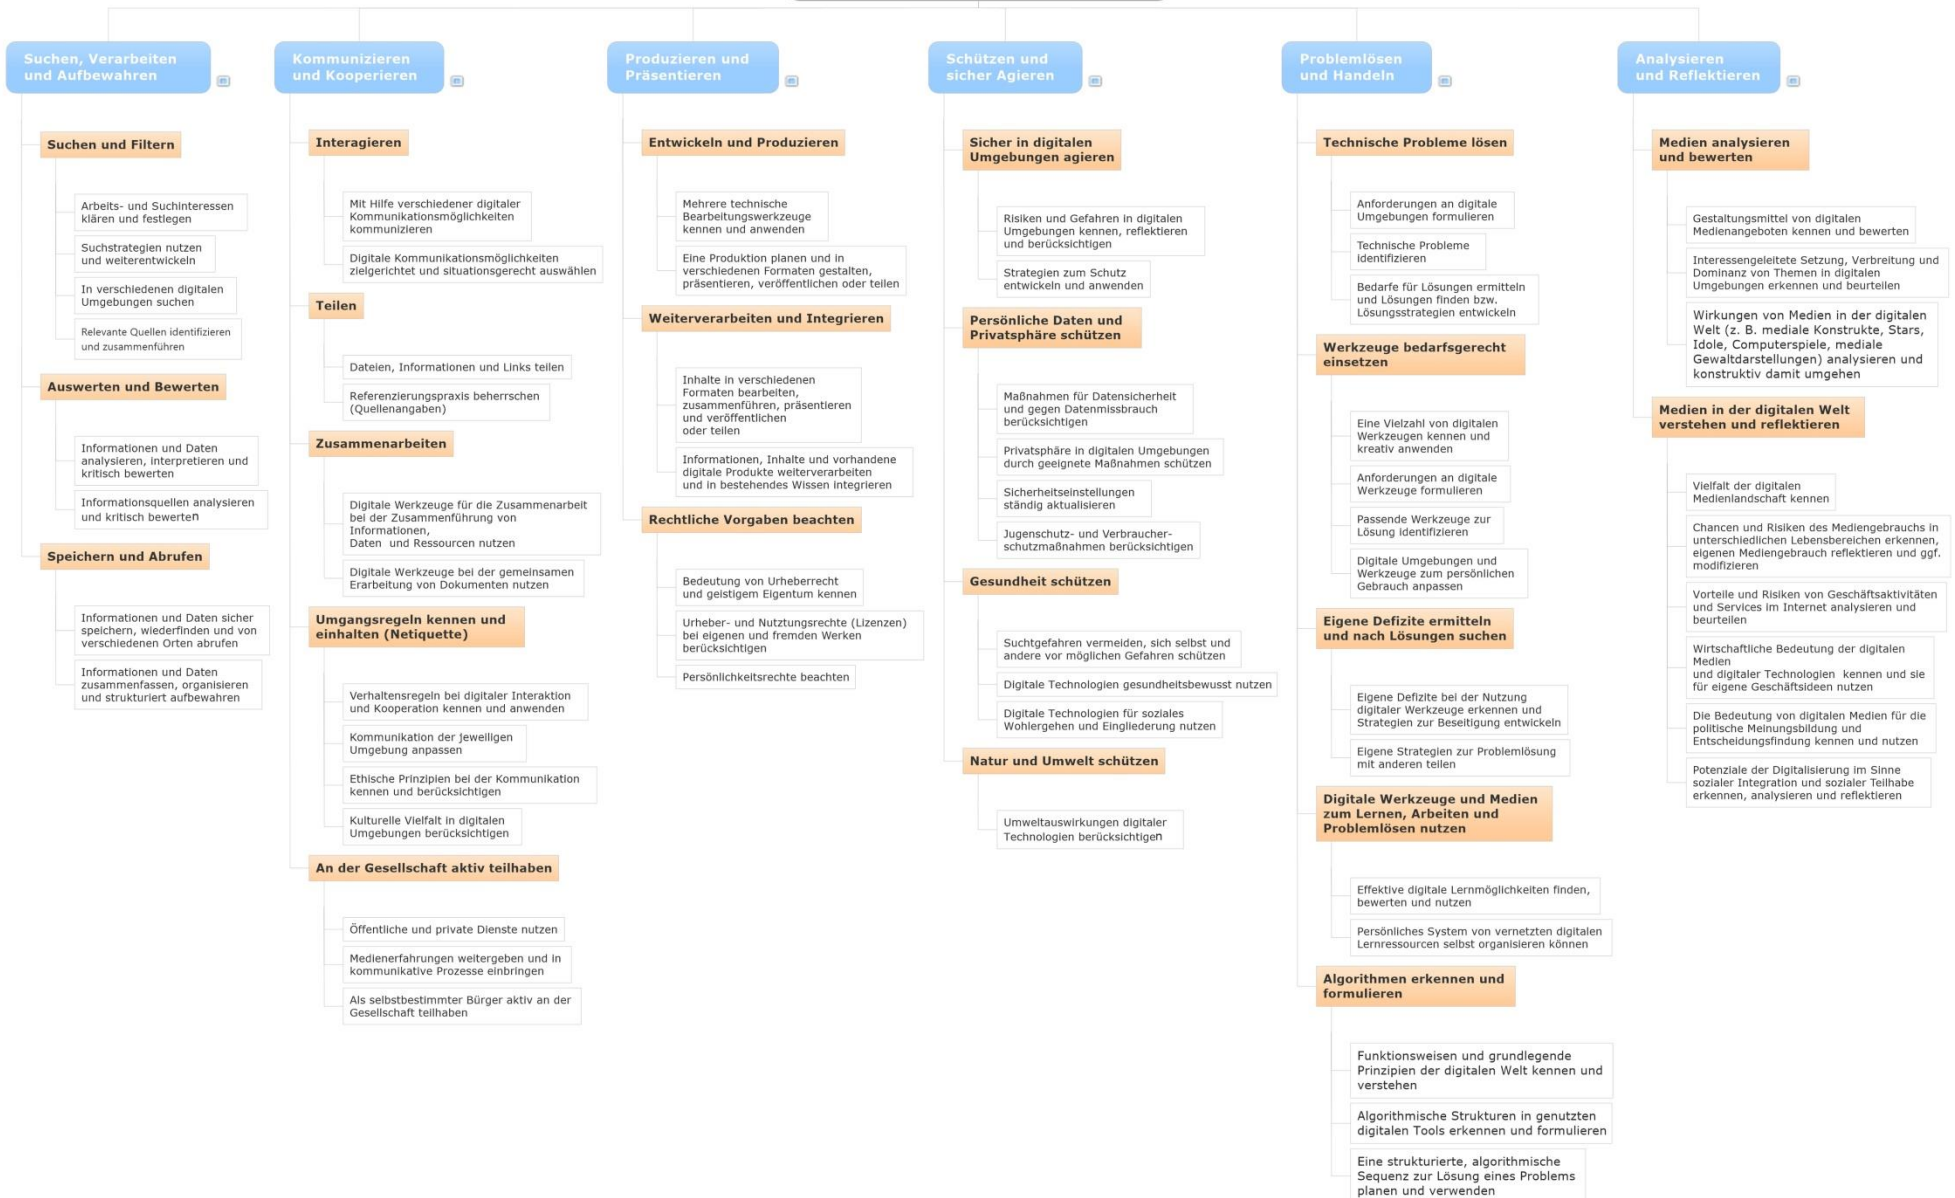 Suchen, Verarbeiten
und Aufbewahren
Suchen und Filtern
Arbeits- und Suchinteressen
klären und festlegen
Suchstrategien nutzen
und weiterentwickeln
In verschiedenen digitalen
Umgebungen suchen
Relevante Quellen identifizieren
und zusammenführen
Auswerten und Bewerten
Informationen und Daten
analysieren, interpretieren und
kritisch bewerten
Informationsquellen analysieren
und kritisch bewerten
Speichern und Abrufen
Informationen und Daten sicher
speichern, wiederfinden und von
verschiedenen Orten abrufen
Informationen und Daten
zusammenfassen, organisieren
und strukturiert aufbewahren
Kommunizieren
und Kooperieren
Interagieren
Mit Hilfe verschiedener digitaler
Kommunikationsmöglichkeiten
kommunizieren
Digitale Kommunikationsmöglichkeiten
zielgerichtet und situationsgerecht auswählen
Teilen
Dateien, Informationen und Links teilen
Referenzierungspraxis beherrschen
(Quellenangaben)
Zusammenarbeiten
Digitale Werkzeuge für die Zusammenarbeit
bei der Zusammenführung von
Informationen,
Daten und Ressourcen nutzen
Digitale Werkzeuge bei der gemeinsamen
Erarbeitung von Dokumenten nutzen
Umgangsregeln kennen und
einhalten (Netiquette)
Verhaltensregeln bei digitaler Interaktion
und Kooperation kennen und anwenden
Kommunikation der jeweiligen
Umgebung anpassen
Ethische Prinzipien bei der Kommunikation
kennen und berücksichtigen
Kulturelle Vielfalt in digitalen
Umgebungen berücksichtigen
An der Gesellschaft aktiv teilhaben
Öffentliche und private Dienste nutzen
Medienerfahrungen weitergeben und in
kommunikative Prozesse einbringen
Als selbstbestimmter Bürger aktiv an der
Gesellschaft teilhaben
Produzieren und
Präsentieren
Entwickeln und Produzieren
Mehrere technische
Bearbeitungswerkzeuge
kennen und anwenden
Eine Produktion planen und in
verschiedenen Formaten gestalten,
präsentieren, veröffentlichen oder teilen
Weiterverarbeiten und Integrieren
Inhalte in verschiedenen
Formaten bearbeiten,
zusammenführen, präsentieren
und veröffentlichen
oder teilen
Informationen, Inhalte und vorhandene
digitale Produkte weiterverarbeiten
und in bestehendes Wissen integrieren
Rechtliche Vorgaben beachten
Bedeutung von Urheberrecht
und geistigem Eigentum kennen
Urheber- und Nutztungsrechte (Lizenzen)
bei eigenen und fremden Werken
berücksichtigen
Persönlichkeitsrechte beachten
Schützen und
sicher Agieren
Sicher in digitalen
Umgebungen agieren
Risiken und Gefahren in digitalen
Umgebungen kennen, reflektieren
und berücksichtigen
Strategien zum Schutz
entwickeln und anwenden
Persönliche Daten und
Privatsphäre schützen
Maßnahmen für Datensicherheit
und gegen Datenmissbrauch
berücksichtigen
Privatsphäre in digitalen Umgebungen
durch geeignete Maßnahmen schützen
Sicherheitseinstellungen
ständig aktualisieren
Jugenschutz- und Verbraucher-
schutzmaßnahmen berücksichtigen
Gesundheit schützen
Suchtgefahren vermeiden, sich selbst und
andere vor möglichen Gefahren schützen
Digitale Technologien gesundheitsbewusst nutzen
Digitale Technologien für soziales
Wohlergehen und Eingliederung nutzen
Natur und Umwelt schützen
Umweltauswirkungen digitaler
Technologien berücksichtigen
Problemlösen
und Handeln
Technische Probleme lösen
Anforderungen an digitale
Umgebungen formulieren
Technische Probleme
identifizieren
Bedarfe für Lösungen ermitteln
und Lösungen finden bzw.
Lösungsstrategien entwickeln
Werkzeuge bedarfsgerecht
einsetzen
Eine Vielzahl von digitalen
Werkzeugen kennen und
kreativ anwenden
Anforderungen an digitale
Werkzeuge formulieren
Passende Werkzeuge zur
Lösung identifizieren
Digitale Umgebungen und
Werkzeuge zum persönlichen
Gebrauch anpassen
Eigene Defizite ermitteln
und nach Lösungen suchen
Eigene Defizite bei der Nutzung
digitaler Werkzeuge erkennen und
Strategien zur Beseitigung entwickeln
Eigene Strategien zur Problemlösung
mit anderen teilen
Digitale Werkzeuge und Medien
zum Lernen, Arbeiten und
Problemlösen nutzen
Effektive digitale Lernmöglichkeiten finden,
bewerten und nutzen
Persönliches System von vernetzten digitalen
Lernressourcen selbst organisieren können
Algorithmen erkennen und
formulieren
Funktionsweisen und grundlegende
Prinzipien der digitalen Welt kennen und
verstehen
Algorithmische Strukturen in genutzten
digitalen Tools erkennen und formulieren
Eine strukturierte, algorithmische
Sequenz zur Lösung eines Problems
planen und verwenden
Analysieren
und Reflektieren
Medien analysieren
und bewerten
Gestaltungsmittel von digitalen
Medienangeboten kennen und bewerten
Interessengeleitete Setzung, Verbreitung und
Dominanz von Themen in digitalen
Umgebungen erkennen und beurteilen
Wirkungen von Medien in der digitalen
Welt (z. B. mediale Konstrukte, Stars,
Idole, Computerspiele, mediale
Gewaltdarstellungen) analysieren und
konstruktiv damit umgehen
Medien in der digitalen Welt
verstehen und reflektieren
Vielfalt der digitalen
Medienlandschaft kennen
Chancen und Risiken des Mediengebrauchs in
unterschiedlichen Lebensbereichen erkennen,
eigenen Mediengebrauch reflektieren und ggf.
modifizieren
Vorteile und Risiken von Geschäftsaktivitäten
und Services im Internet analysieren und
beurteilen
Wirtschaftliche Bedeutung der digitalen
Medien
und digitaler Technologien kennen und sie
für eigene Geschäftsideen nutzen
Die Bedeutung von digitalen Medien für die
politische Meinungsbildung und
Entscheidungsfindung kennen und nutzen
Potenziale der Digitalisierung im Sinne
sozialer Integration und sozialer Teilhabe
erkennen, analysieren und reflektieren